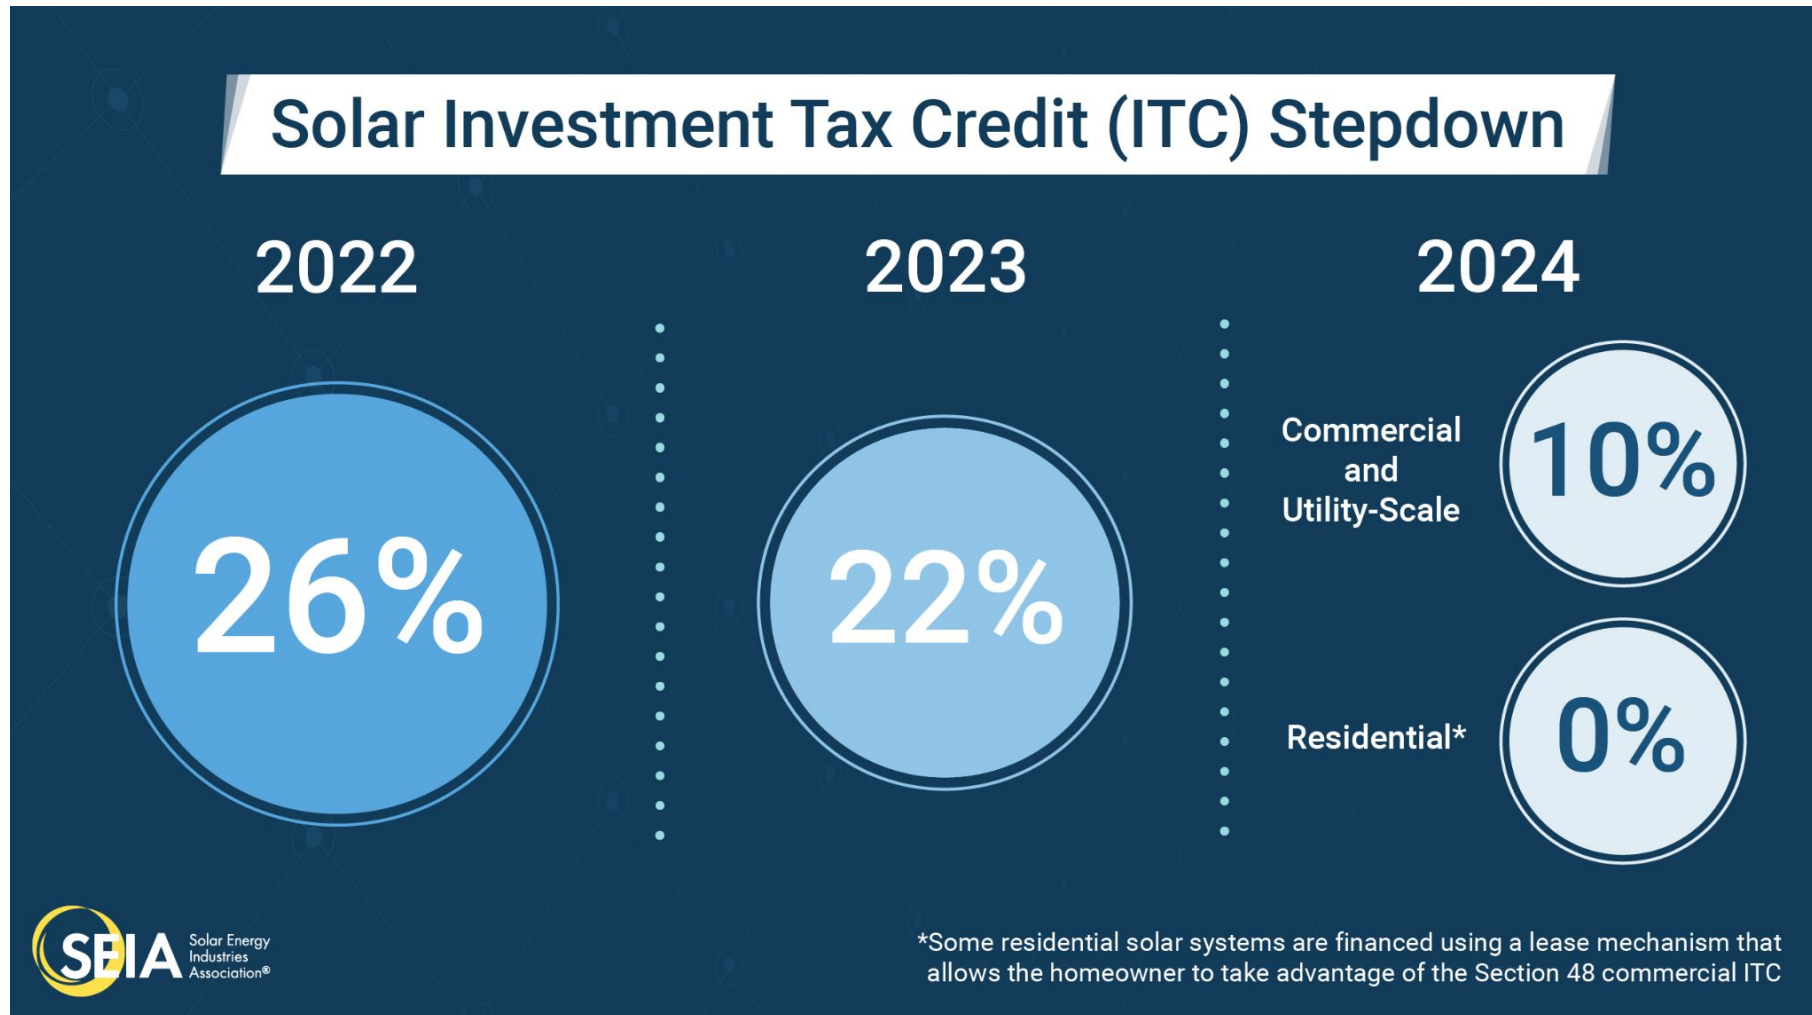 Solar Investment Tax Credit (ITC) Stepdown
2022
26%
2023
22%
2024
Commercial
and
Utility-Scale
10%
Residential*
0%
SEIA
Solar Energy
Industries
Association®
*Some residential solar systems are financed using a lease mechanism that
allows the homeowner to take advantage of the Section 48 commercial ITC